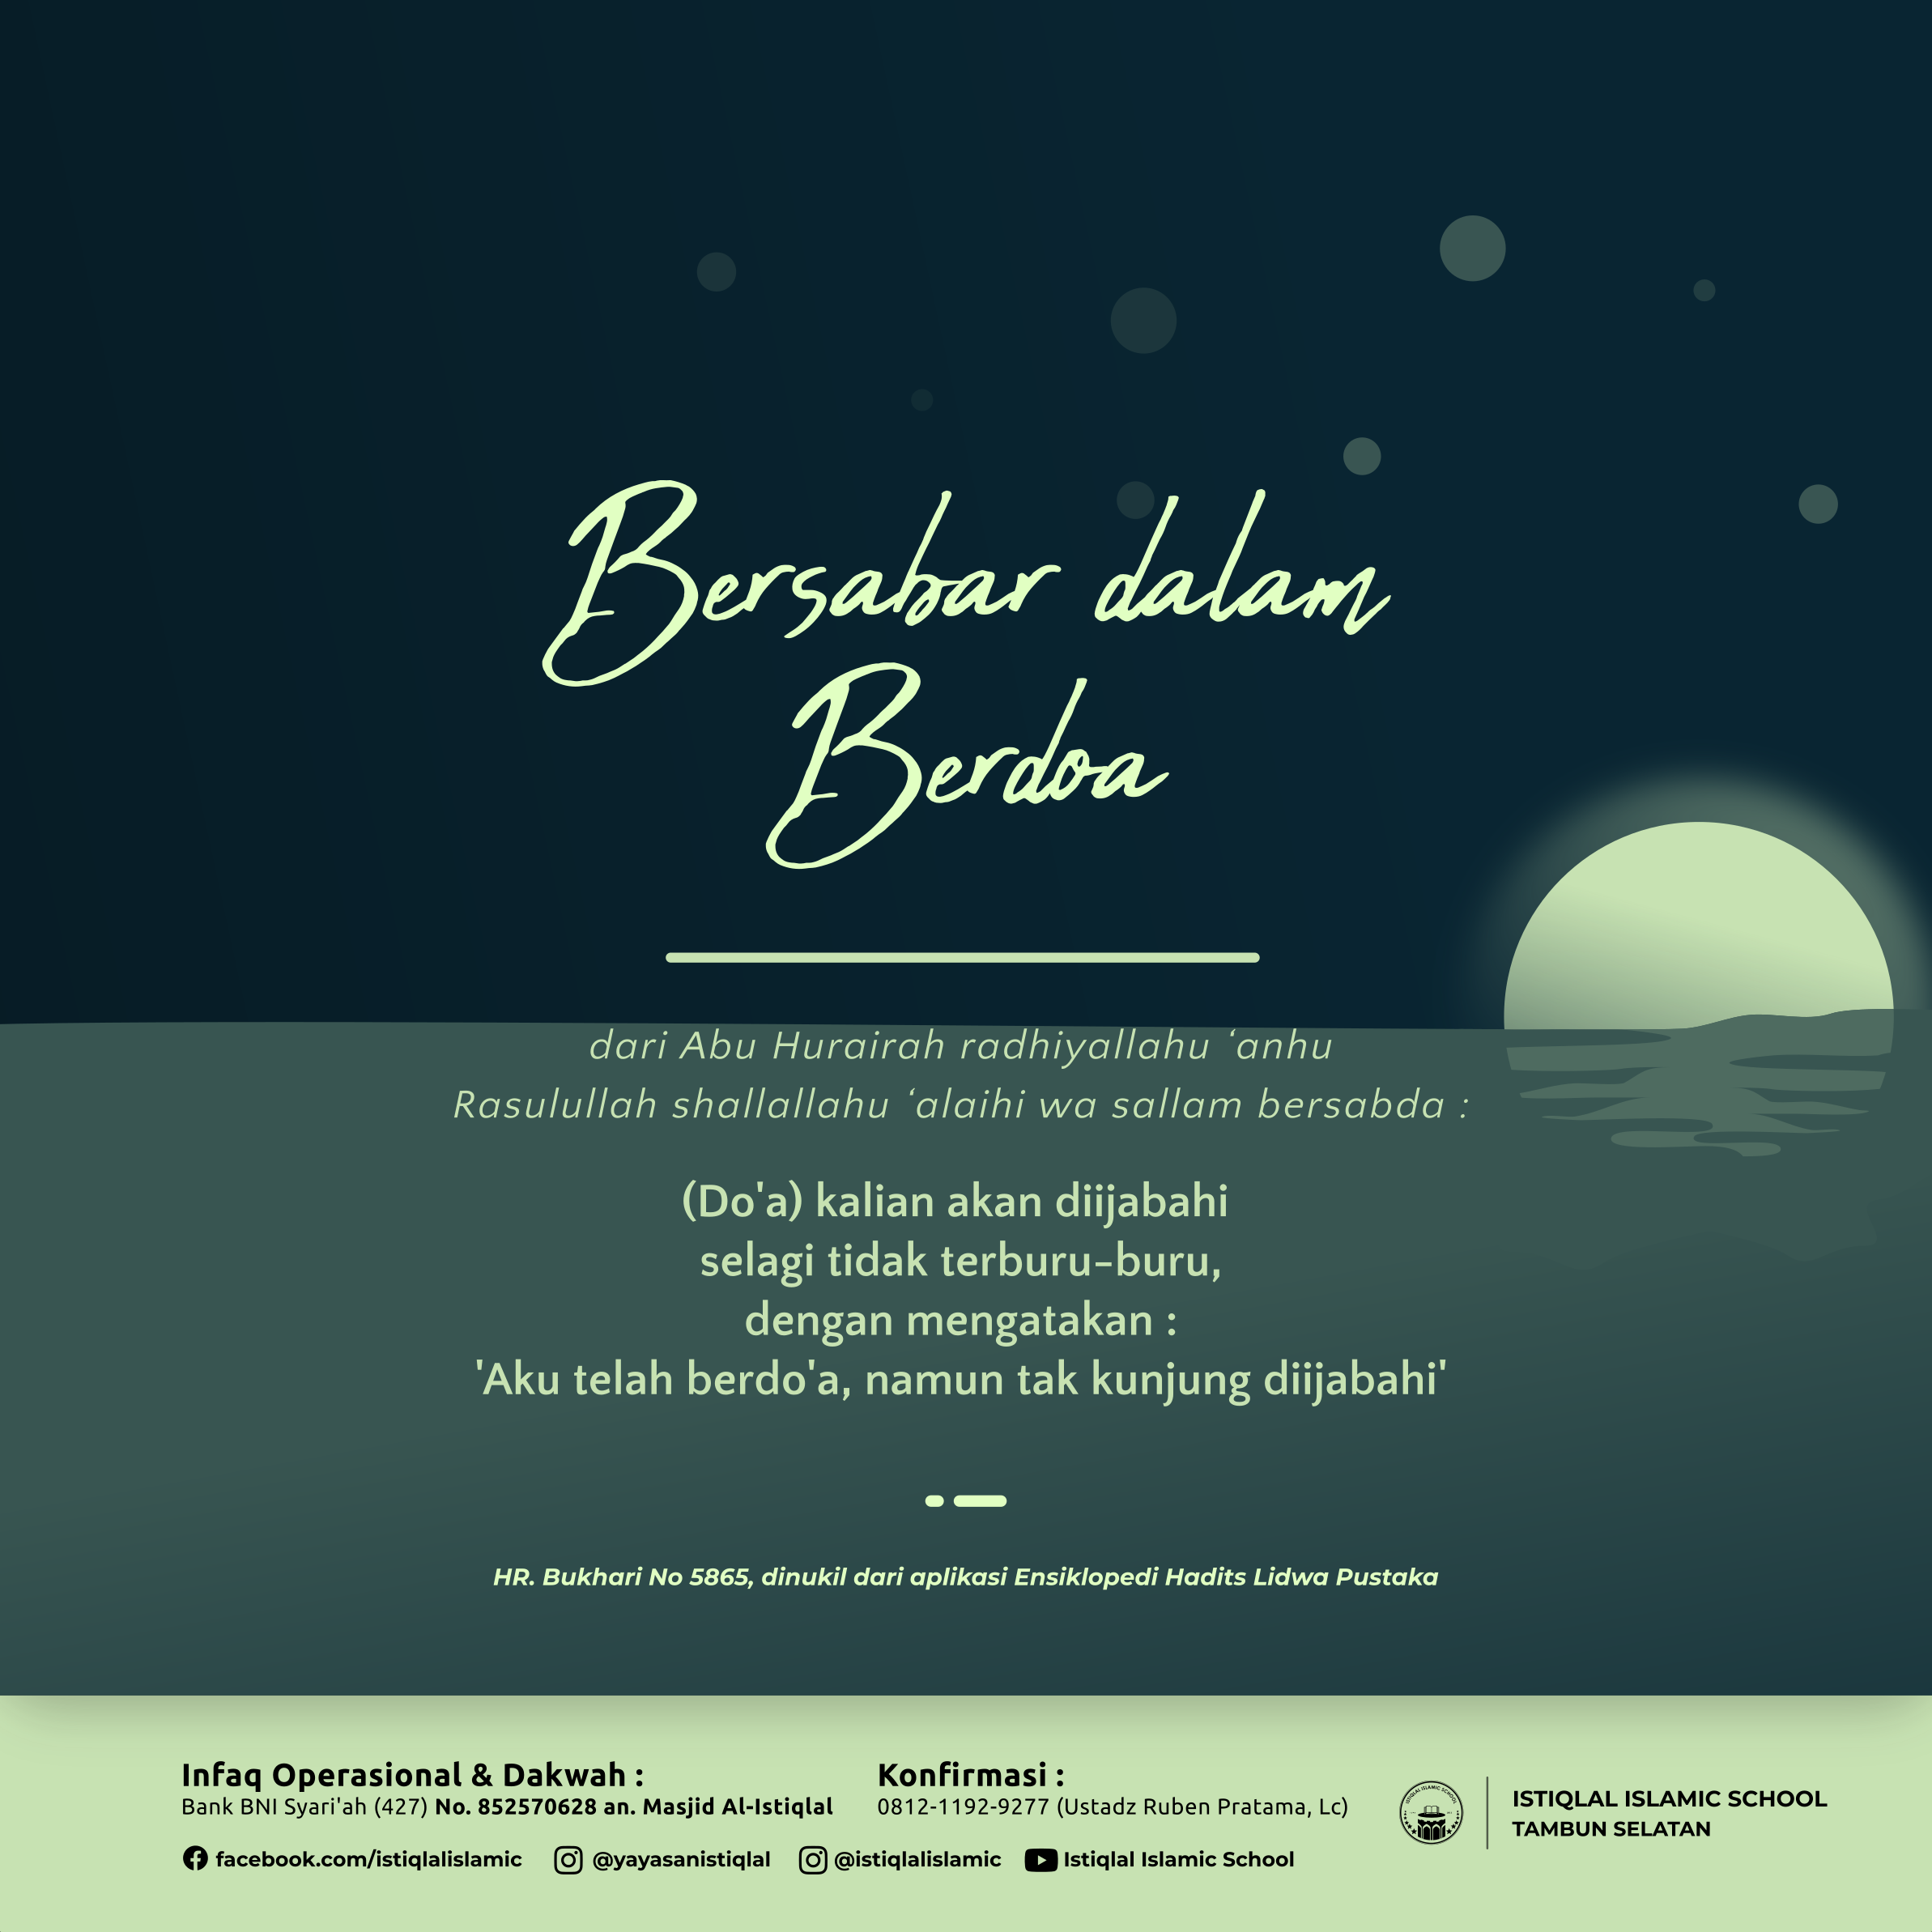 Bersabar dalam
Berdoa
dari Abu Hurairah radhiyallahu ‘anhu
Rasulullah shallallahu ‘alaihi wa sallam bersabda :
(Do'a) kalian akan diijabahi
selagi tidak terburu-buru,
dengan mengatakan :
'Aku telah berdo'a, namun tak kunjung diijabahi'
HR. Bukhari No 5865, dinukil dari aplikasi Ensiklopedi Hadits Lidwa Pustaka
Infaq Operasional & Dakwah :
Bank BNI Syari'ah (427) No. 852570628 an. Masjid Al-Istiqlal
Konfirmasi :
0812-1192-9277 (Ustadz Ruben Pratama, Lc)
facebook.com/istiqlalislamic @yayasanistiqlal @istiqlalislamic Istiqlal Islamic School
ISTIQLAL ISLAMIC SCHOOL
ISTIQLAL ISLAMIC SCHOOL
TAMBUN SELATAN